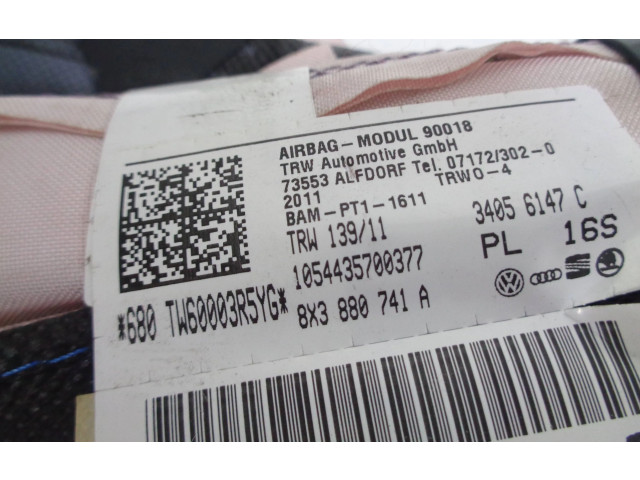 AIRBAG-MODUL 90018
TRW Automotive GmbH
73553 ALFDORF Tel. 07172/302-0
2011 TRWO-4
BAM-PT1-1611
TRW 139/11 3405 6147 C
1054435700377 PL 16S
*680 TW60003R5YG* 8X3 880 741 A